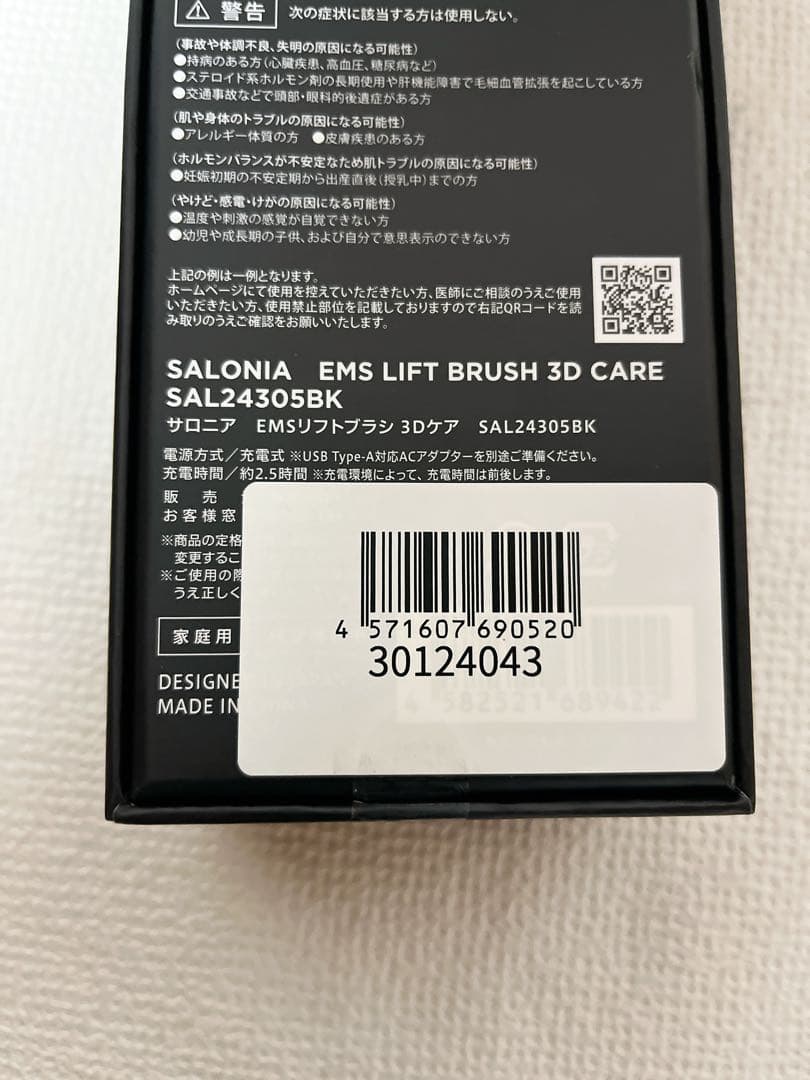 警告 次の症状に該当する方は使用しない。
(事故や体調不良、失明の原因になる可能性)
●持病のある方(心臓疾患、高血圧、糖尿病など)
●ステロイド系ホルモン剤の長期使用や肝機能障害で毛細血管拡張を起こしている方
●交通事故などで頭部・眼科的後遺症がある方
(肌や身体のトラブルの原因になる可能性)
●アレルギー体質の方 ●皮膚疾患のある方
(ホルモンバランスが不安定なため肌トラブルの原因になる可能性)
●妊娠初期の不安定期から出産直後(授乳中)までの方
(やけど・感電・けがの原因になる可能性)
●温度や刺激の感覚が自覚できない方
●幼児や成長期の子供、および自分で意思表示のできない方
上記の例は一例となります。
ホームページにて使用を控えていただきたい方、医師にご相談のうえご使用
いただきたい方、使用禁止部位を記載しておりますので右記QRコードを読
み取りのうえご確認をお願いいたします。
SALONIA EMS LIFT BRUSH 3D CARE
SAL24305BK
サロニア EMSリフトブラシ 3Dケア SAL24305BK
電源方式/充電式 ※USB Type-A対応ACアダプターを別途ご準備ください。
充電時間/約2.5時間 ※充電環境によって、充電時間は前後します。
販売
お客様窓
※商品の定格
変更するこ
※ご使用の際
うえ正しく
家庭用
DESIGNE
MADE IN
4 571607 690520
30124043